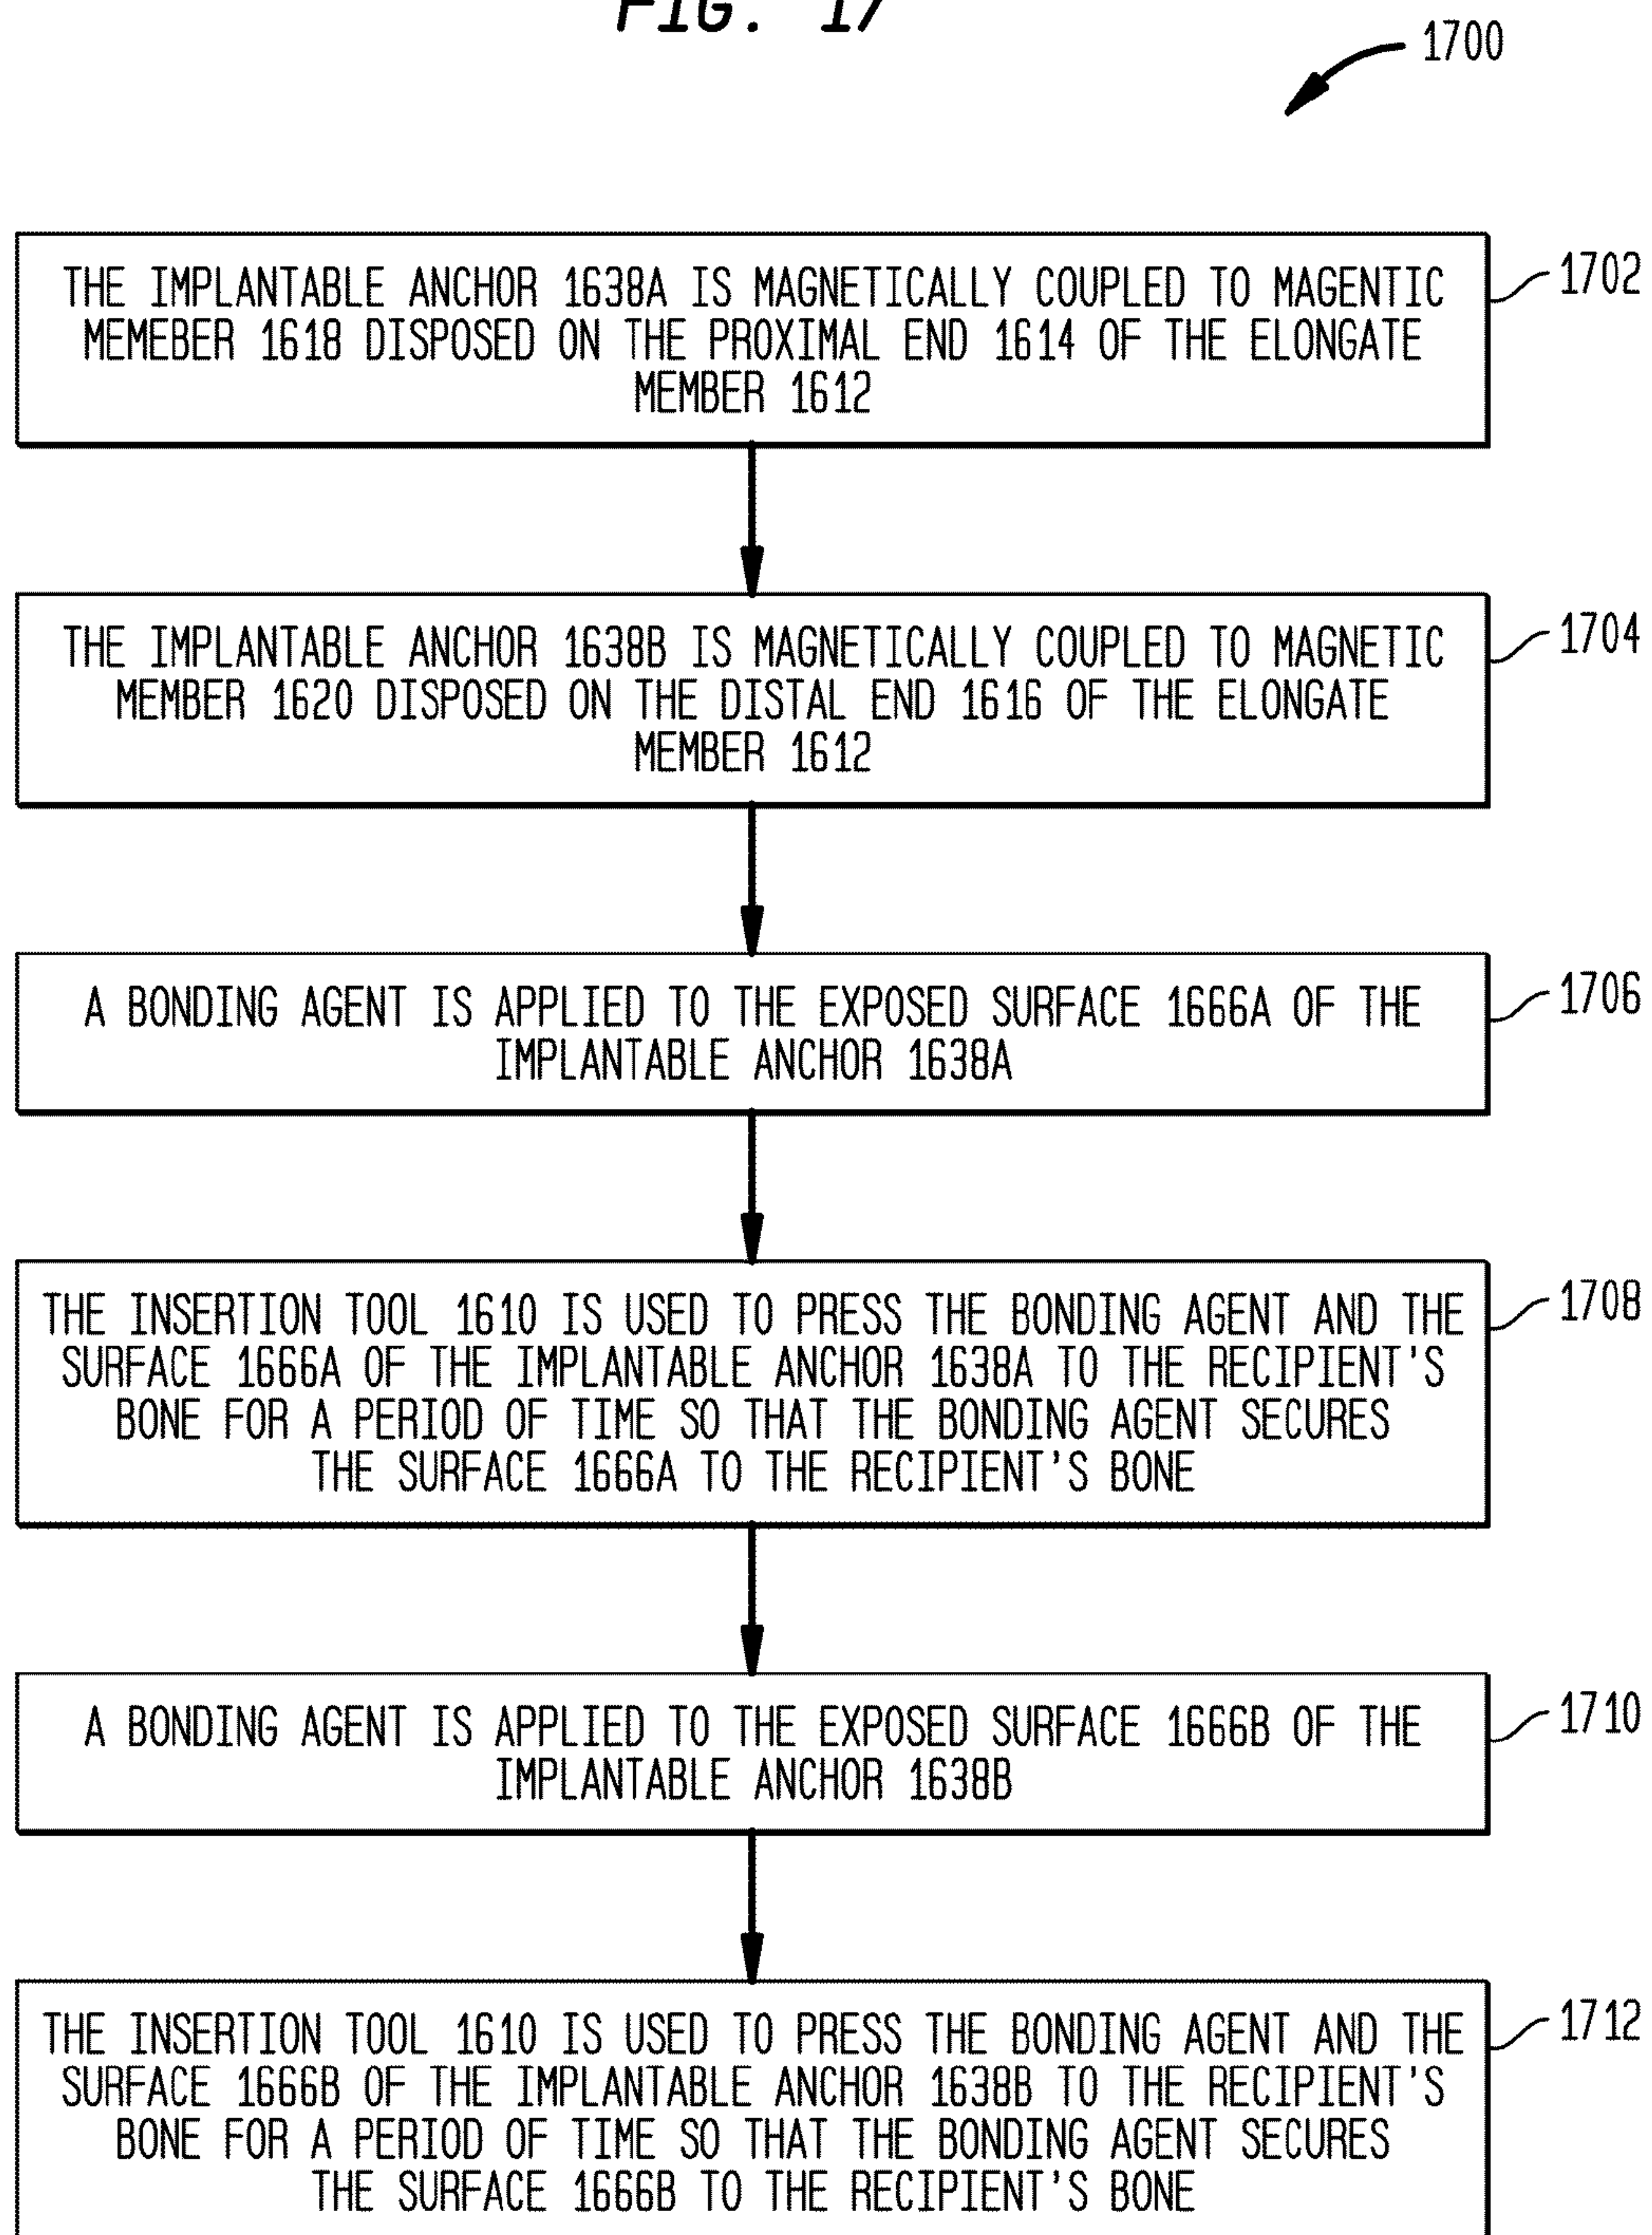 FIG. 17
1700
THE IMPLANTABLE ANCHOR 1638A IS MAGNETICALLY COUPLED TO MAGENTIC
MEMEBER 1618 DISPOSED ON THE PROXIMAL END 1614 OF THE ELONGATE
MEMBER 1612
1702
THE IMPLANTABLE ANCHOR 1638B IS MAGNETICALLY COUPLED TO MAGNETIC
MEMBER 1620 DISPOSED ON THE DISTAL END 1616 OF THE ELONGATE
MEMBER 1612
1704
A BONDING AGENT IS APPLIED TO THE EXPOSED SURFACE 1666A OF THE
IMPLANTABLE ANCHOR 1638A
1706
THE INSERTION TOOL 1610 IS USED TO PRESS THE BONDING AGENT AND THE
SURFACE 1666A OF THE IMPLANTABLE ANCHOR 1638A TO THE RECIPIENT'S
BONE FOR A PERIOD OF TIME SO THAT THE BONDING AGENT SECURES
THE SURFACE 1666A TO THE RECIPIENT'S BONE
1708
A BONDING AGENT IS APPLIED TO THE EXPOSED SURFACE 1666B OF THE
IMPLANTABLE ANCHOR 1638B
1710
THE INSERTION TOOL 1610 IS USED TO PRESS THE BONDING AGENT AND THE
SURFACE 1666B OF THE IMPLANTABLE ANCHOR 1638B TO THE RECIPIENT'S
BONE FOR A PERIOD OF TIME SO THAT THE BONDING AGENT SECURES
THE SURFACE 1666B TO THE RECIPIENT'S BONE
1712